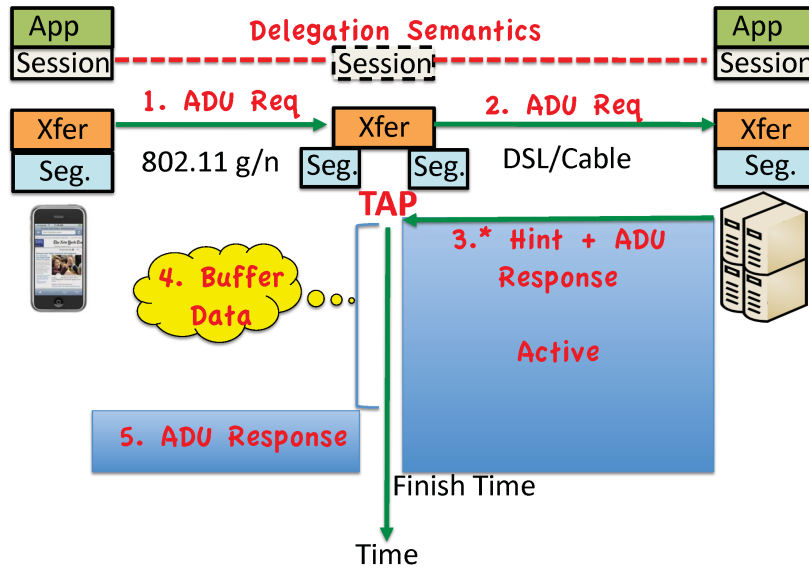 App
Delegation Semantics
App
Session
Session
Session
1. ADU Req
2. ADU Req
Xfer
Xfer
Xfer
Seg.
802.11 g/n
Seg.
Seg.
DSL/Cable
Seg.
TAP
3.* Hint + ADU
Response
4. Buffer
Data
Active
5. ADU Response
Finish Time
Time